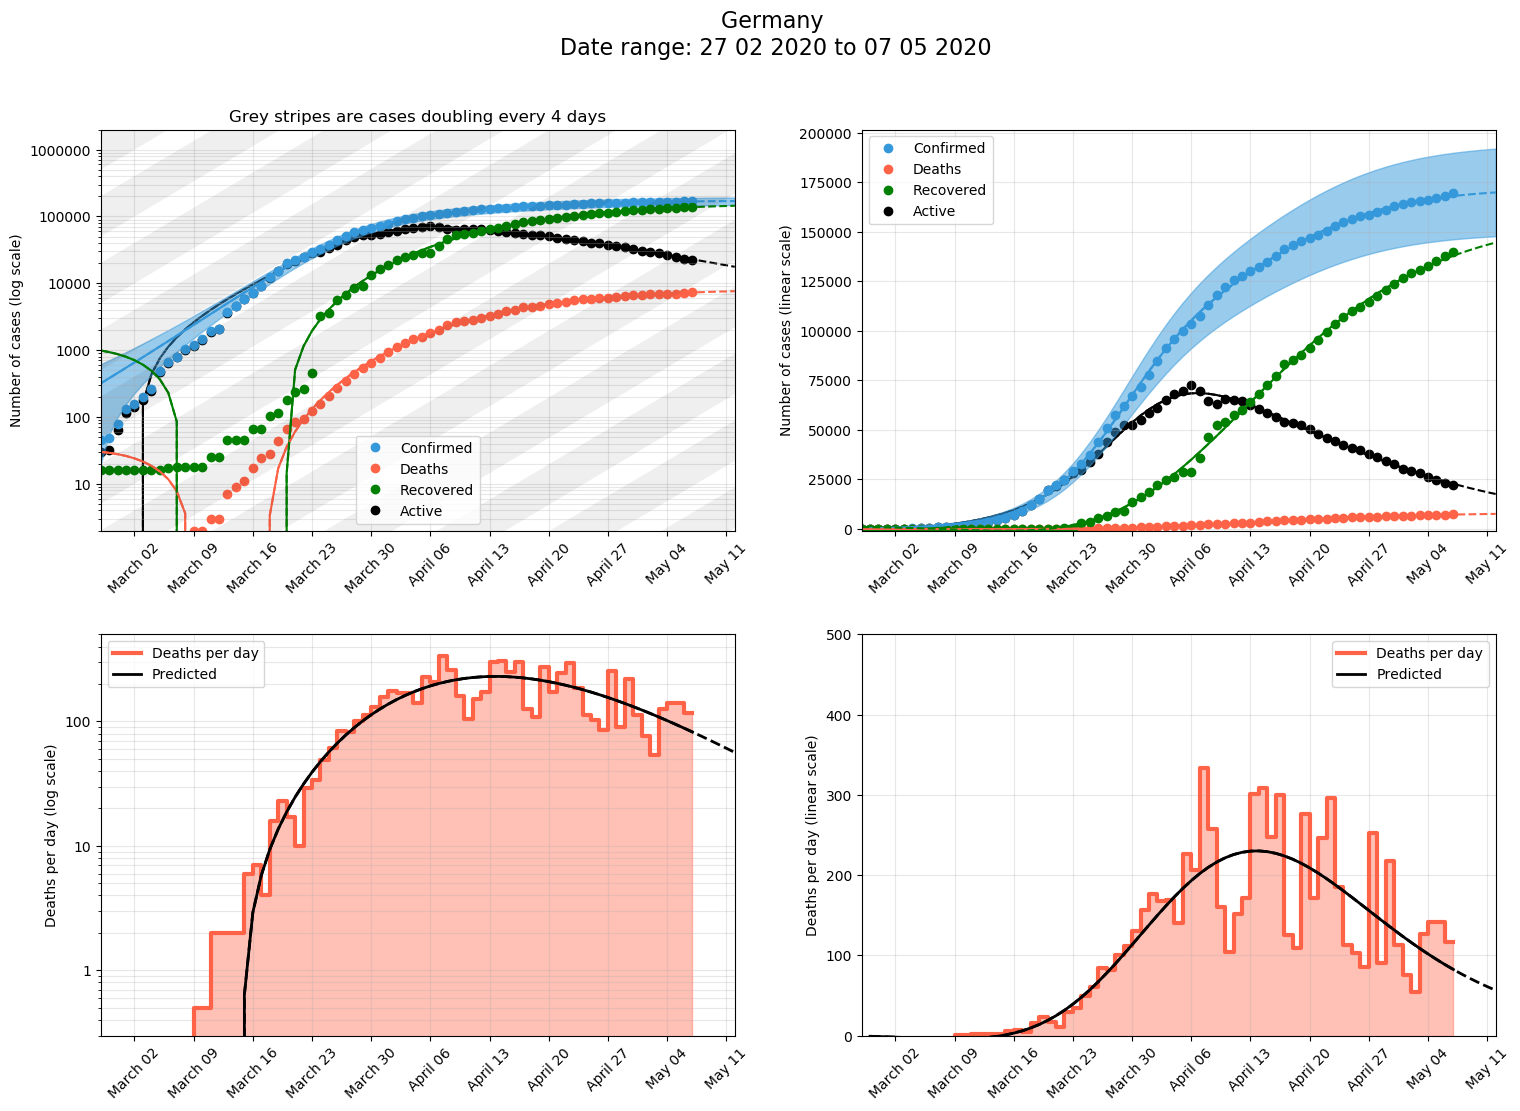 Germany
Date range: 27 02 2020 to 07 05 2020
Grey stripes are cases doubling every 4 days
Number of cases (log scale)
1000000
100000
10000
1000
100
10
Confirmed
Deaths
Recovered
Active
March 02
March 09
March 16
March 23
March 30
April 06
April 13
April 20
April 27
May 04
May 11
Number of cases (linear scale)
200000
175000
150000
125000
100000
75000
50000
25000
0
Confirmed
Deaths
Recovered
Active
March 02
March 09
March 16
March 23
March 30
April 06
April 13
April 20
April 27
May 04
May 11
Deaths per day (log scale)
100
10
1
Deaths per day
Predicted
March 02
March 09
March 16
March 23
March 30
April 06
April 13
April 20
April 27
May 04
May 11
Deaths per day (linear scale)
500
400
300
200
100
0
Deaths per day
Predicted
March 02
March 09
March 16
March 23
March 30
April 06
April 13
April 20
April 27
May 04
May 11